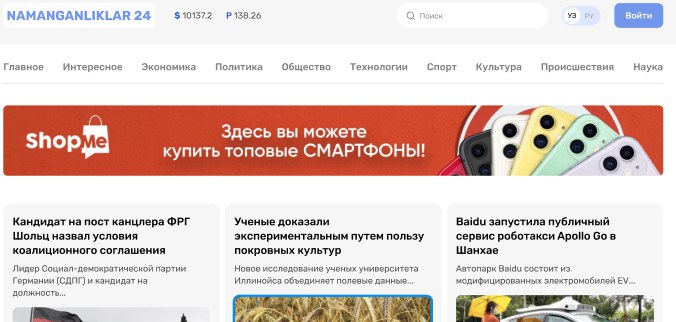 NAMANGANLIKLAR 24
$ 10137.2
₽ 138.26
Поиск
УЗ РУ
Войти
Главное Интересное Экономика Политика Общество Технологии Спорт Культура Происшествия Наука
ShopMe
Здесь вы можете
купить топовые СМАРТФОНЫ!
Кандидат на пост канцлера ФРГ
Шольц назвал условия
коалиционного соглашения
Лидер Социал-демократической партии
Германии (СДПГ) и кандидат на
должность...
Ученые доказали
экспериментальным путем пользу
покровных культур
Новое исследование ученых университета
Иллинойса объединяет полевые данные...
Baidu запустила публичный
сервис роботакси Apollo Go в
Шанхае
Автопарк Baidu состоит из
модифицированных электромобилей EV...